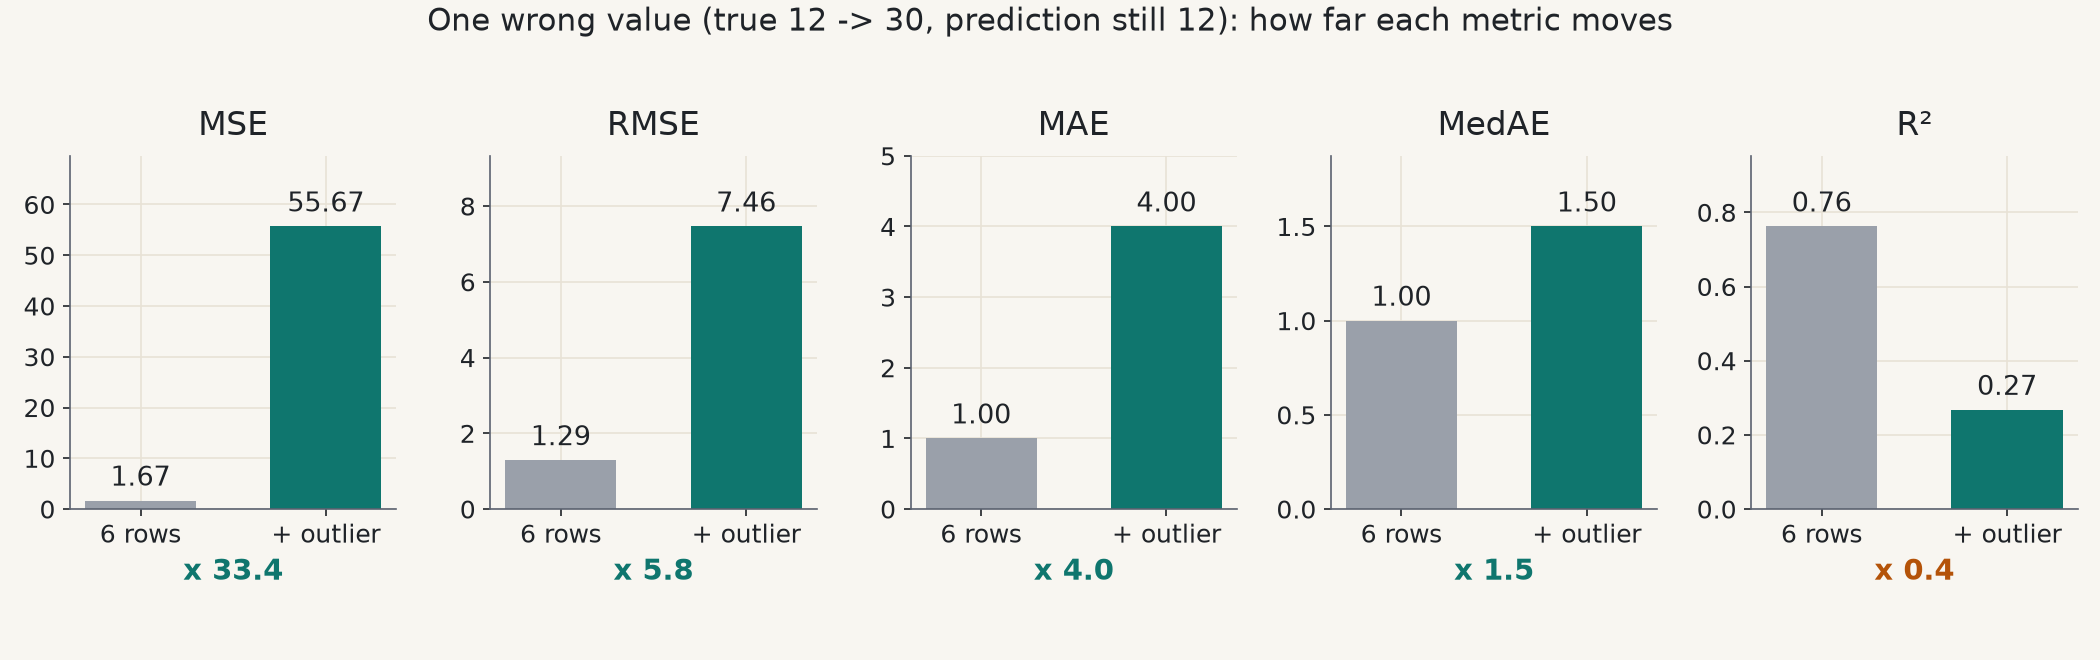 One wrong value (true 12 -> 30, prediction still 12): how far each metric moves
MSE
60
50
40
30
20
10
0
1.67
55.67
6 rows
+ outlier
x 33.4
RMSE
8
6
4
2
0
1.29
7.46
6 rows
+ outlier
x 5.8
MAE
5
4
3
2
1
0
1.00
4.00
6 rows
+ outlier
x 4.0
MedAE
1.5
1.0
0.5
0.0
1.00
1.50
6 rows
+ outlier
x 1.5
R²
0.8
0.6
0.4
0.2
0.0
0.76
0.27
6 rows
+ outlier
x 0.4